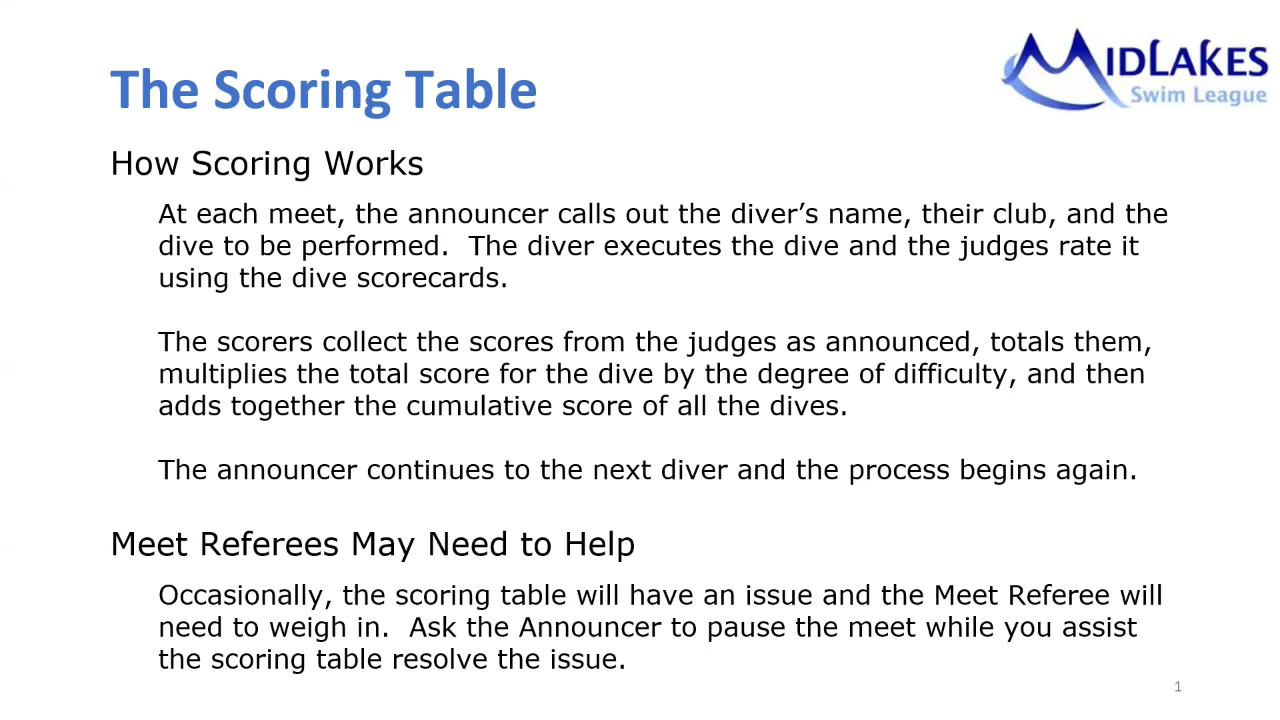 The Scoring Table
MIDLAKES
Swim League
How Scoring Works
At each meet, the announcer calls out the diver’s name, their club, and the
dive to be performed.  The diver executes the dive and the judges rate it
using the dive scorecards.
The scorers collect the scores from the judges as announced, totals them,
multiplies the total score for the dive by the degree of difficulty, and then
adds together the cumulative score of all the dives.
The announcer continues to the next diver and the process begins again.
Meet Referees May Need to Help
Occasionally, the scoring table will have an issue and the Meet Referee will
need to weigh in.  Ask the Announcer to pause the meet while you assist
the scoring table resolve the issue.
1